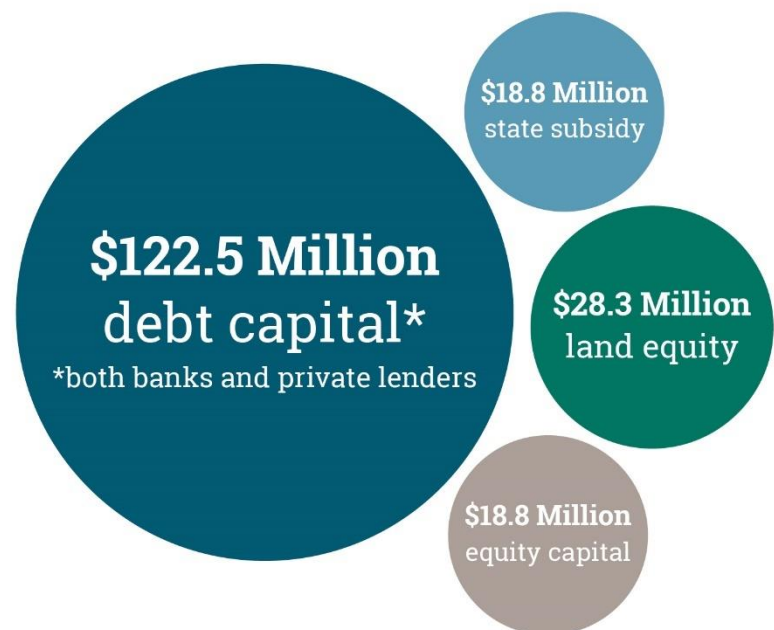 $122.5 Million
debt capital*
*both banks and private lenders
$18.8 Million
state subsidy
$28.3 Million
land equity
$18.8 Million
equity capital